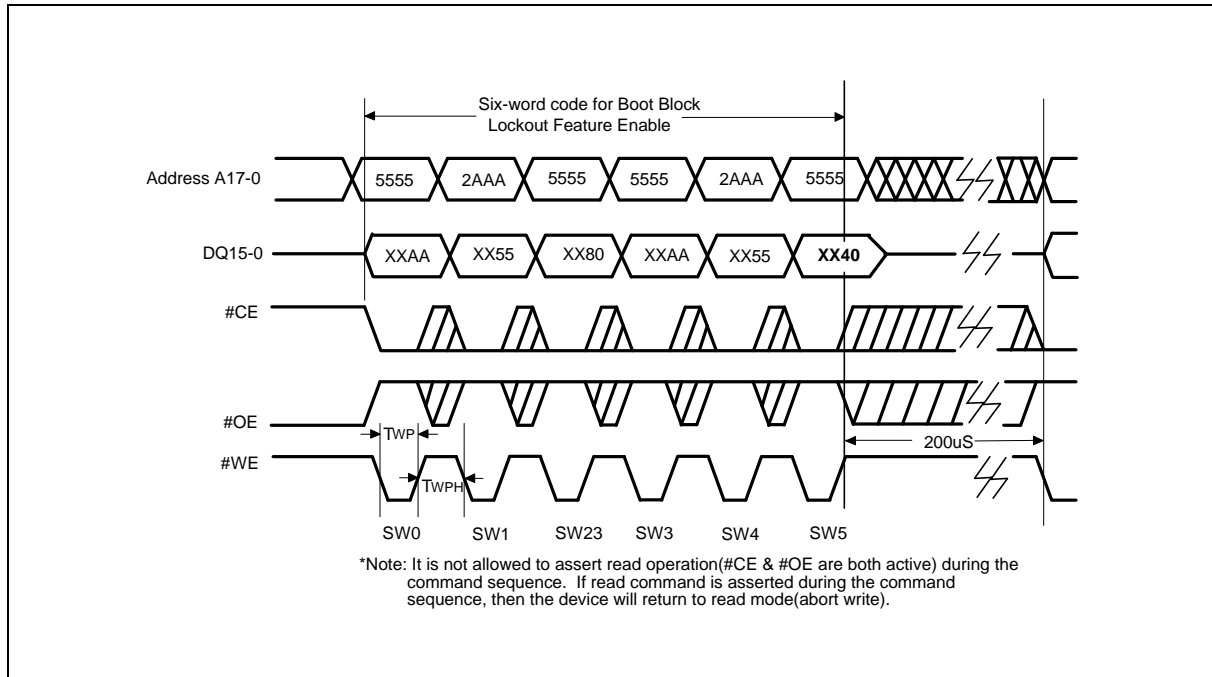 Six-word code for Boot Block
Lockout Feature Enable
Address A17-0
5555 2AAA 5555 5555 2AAA 5555
DQ15-0
XXAA XX55 XX80 XXAA XX55 XX40
#CE
#OE
TWP
200uS
#WE
TWPH
SW0 SW1 SW23 SW3 SW4 SW5
*Note: It is not allowed to assert read operation(#CE & #OE are both active) during the
command sequence. If read command is asserted during the command
sequence, then the device will return to read mode(abort write).